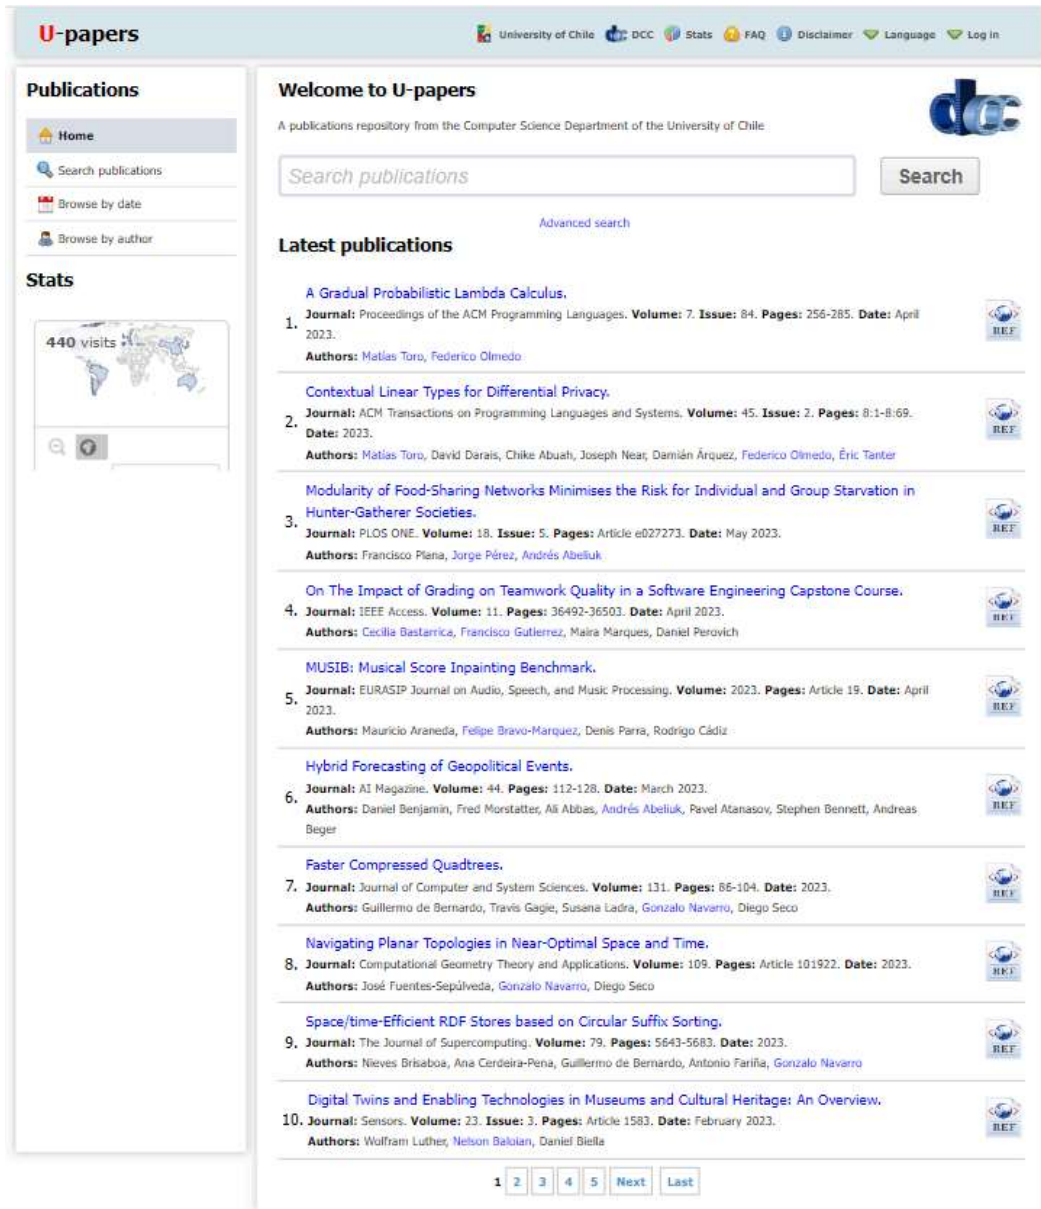 U-papers
University of Chile DCC Stats FAQ Disclaimer Language Log in
Publications
Home
Search publications
Browse by date
Browse by author
Stats
440 visits
Welcome to U-papers
dcc
A publications repository from the Computer Science Department of the University of Chile
Search publications
Search
Advanced search
Latest publications
A Gradual Probabilistic Lambda Calculus.
1. Journal: Proceedings of the ACM Programming Languages. Volume: 7. Issue: 84. Pages: 256-285. Date: April
2023.
Authors: Matías Toro, Federico Olmedo
REF
Contextual Linear Types for Differential Privacy.
2. Journal: ACM Transactions on Programming Languages and Systems. Volume: 45. Issue: 2. Pages: 8:1-8:69.
Date: 2023.
Authors: Matías Toro, David Darais, Chike Abuah, Joseph Near, Damián Árquez, Federico Olmedo, Éric Tanter
REF
Modularity of Food-Sharing Networks Minimises the Risk for Individual and Group Starvation in
Hunter-Gatherer Societies.
3. Journal: PLOS ONE. Volume: 18. Issue: 5. Pages: Article e027273. Date: May 2023.
Authors: Francisco Plana, Jorge Pérez, Andrés Abeliuk
REF
On The Impact of Grading on Teamwork Quality in a Software Engineering Capstone Course.
4. Journal: IEEE Access. Volume: 11. Pages: 36492-36503. Date: April 2023.
Authors: Cecilia Bastarrica, Francisco Gutierrez, Maira Marques, Daniel Perovich
REF
MUSIB: Musical Score Inpainting Benchmark.
5. Journal: EURASIP Journal on Audio, Speech, and Music Processing. Volume: 2023. Pages: Article 19. Date: April
2023.
Authors: Mauricio Araneda, Felipe Bravo-Marquez, Denis Parra, Rodrigo Cádiz
REF
Hybrid Forecasting of Geopolitical Events.
6. Journal: AI Magazine. Volume: 44. Pages: 112-128. Date: March 2023.
Authors: Daniel Benjamin, Fred Morstatter, Ali Abbas, Andrés Abeliuk, Pavel Atanasov, Stephen Bennett, Andreas
Beger
REF
Faster Compressed Quadtrees.
7. Journal: Journal of Computer and System Sciences. Volume: 131. Pages: 86-104. Date: 2023.
Authors: Guillermo de Bernardo, Travis Gagie, Susana Ladra, Gonzalo Navarro, Diego Seco
REF
Navigating Planar Topologies in Near-Optimal Space and Time.
8. Journal: Computational Geometry Theory and Applications. Volume: 109. Pages: Article 101922. Date: 2023.
Authors: José Fuentes-Sepúlveda, Gonzalo Navarro, Diego Seco
REF
Space/time-Efficient RDF Stores based on Circular Suffix Sorting.
9. Journal: The Journal of Supercomputing. Volume: 79. Pages: 5643-5683. Date: 2023.
Authors: Nieves Brisaboa, Ana Cerdeira-Pena, Guillermo de Bernardo, Antonio Fariña, Gonzalo Navarro
REF
Digital Twins and Enabling Technologies in Museums and Cultural Heritage: An Overview.
10. Journal: Sensors. Volume: 23. Issue: 3. Pages: Article 1583. Date: February 2023.
Authors: Wolfram Luther, Nelson Baloian, Daniel Biella
REF
1 2 3 4 5 Next Last